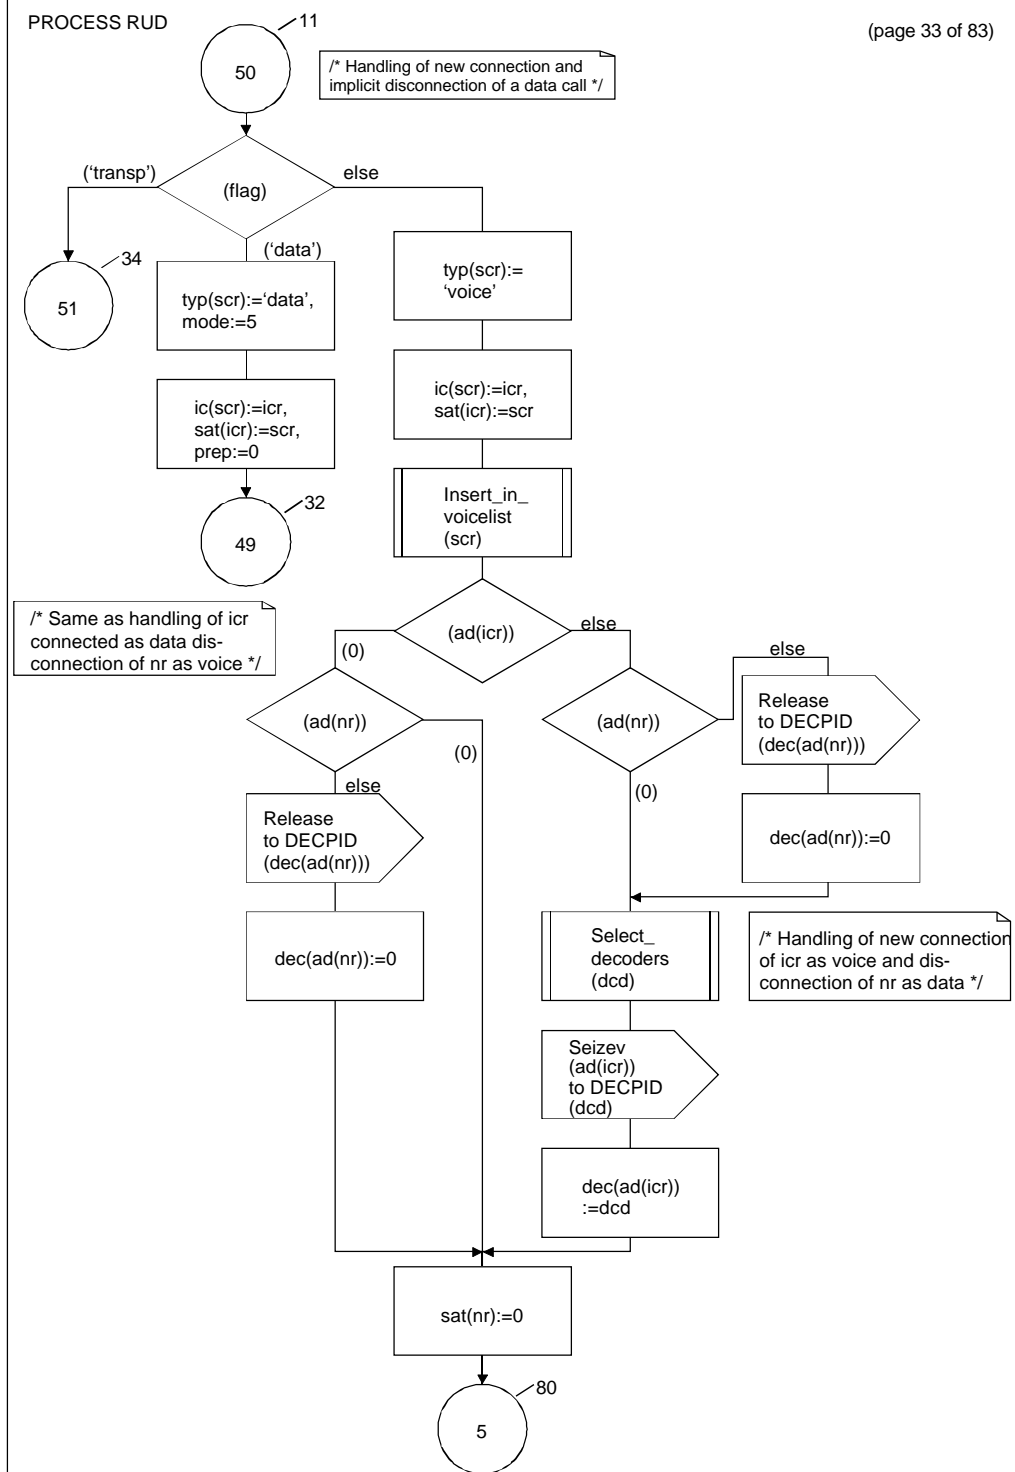 PROCESS RUD
(page 33 of 83)
11
50
/* Handling of new connection and
implicit disconnection of a data call */
(‘transp’)
(flag)
else
(‘data’)
34
51
typ(scr):=‘data’,
mode:=5
typ(scr):=
‘voice’
ic(scr):=icr,
sat(icr):=scr,
prep:=0
ic(scr):=icr,
sat(icr):=scr
32
49
Insert_in_
voicelist
(scr)
/* Same as handling of icr
connected as data dis-
connection of nr as voice */
(ad(icr))
(0)
else
(ad(nr))
(0)
else
(ad(nr))
else
(0)
Release
to DECPID
(dec(ad(nr)))
Release
to DECPID
(dec(ad(nr)))
dec(ad(nr)):=0
dec(ad(nr)):=0
Select_
decoders
(dcd)
/* Handling of new connection
of icr as voice and dis-
connection of nr as data */
Seizev
(ad(icr))
to DECPID
(dcd)
dec(ad(icr))
:=dcd
sat(nr):=0
80
5